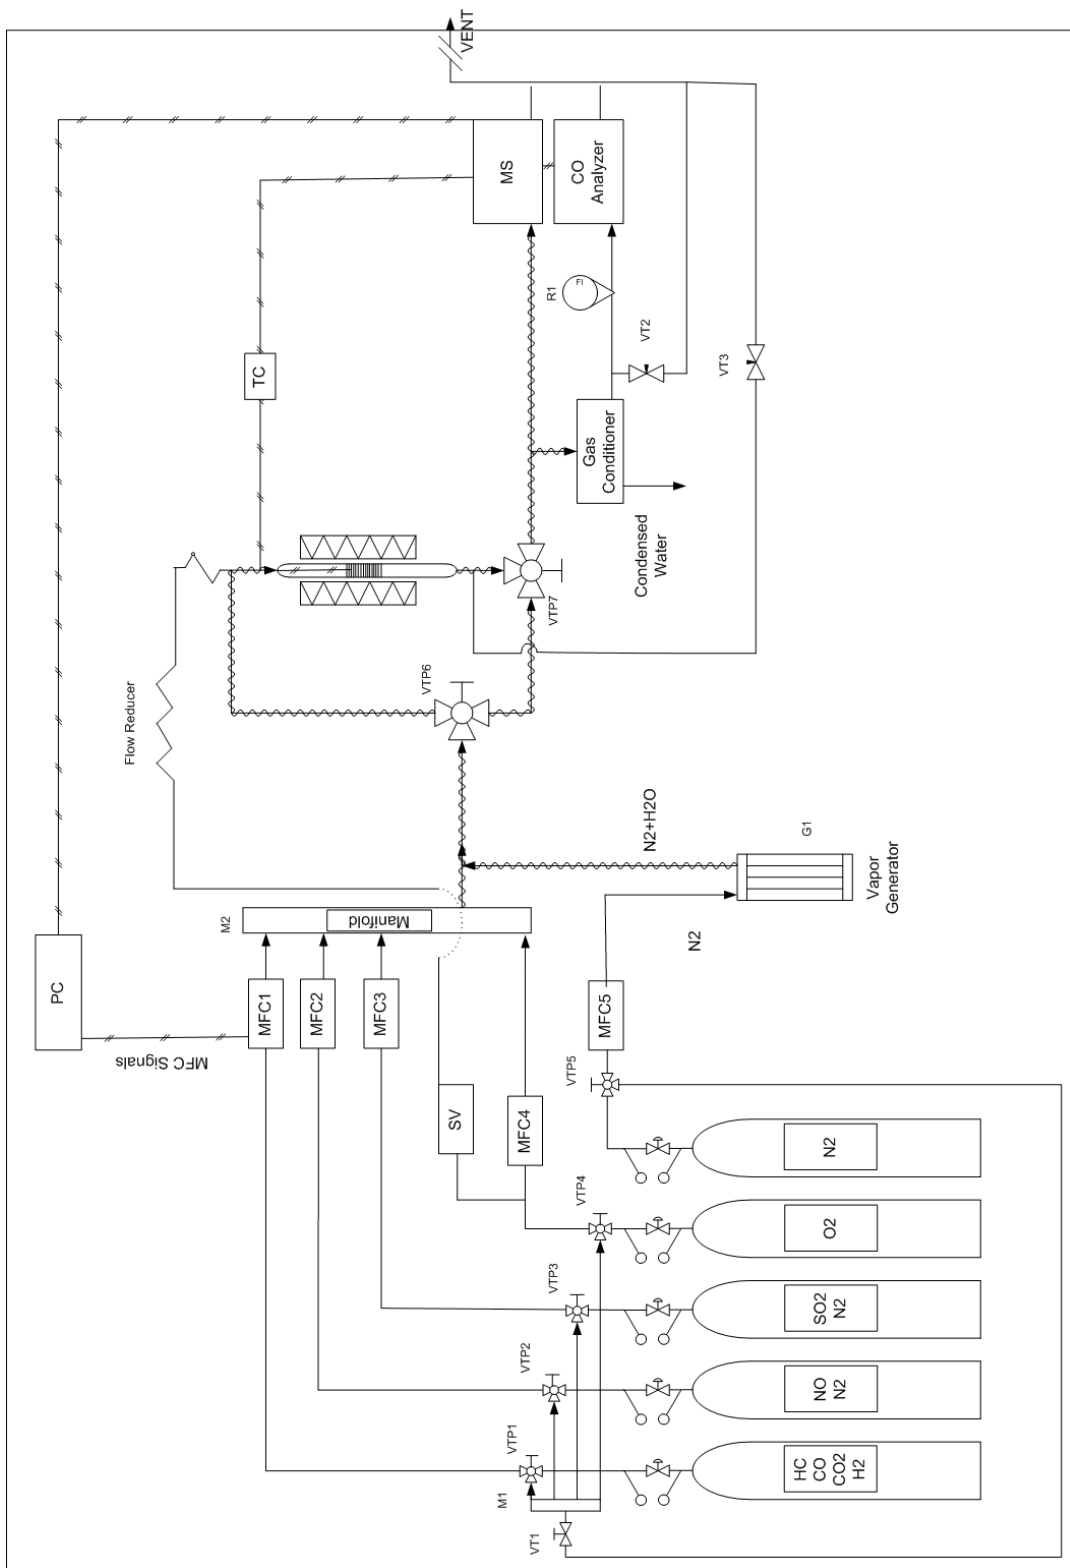 VENT
MS
CO
Analyzer
FI
R1
VT2
VT3
TC
Gas
Conditioner
Condensed
Water
VTP7
VTP6
Flow Reducer
N2+H2O
G1
Vapor
Generator
M2
Manifold
N2
PC
MFC Signals
MFC1
MFC2
MFC3
MFC4
MFC5
SV
VTP5
VTP4
VTP3
VTP2
VTP1
M1
VT1
N2
O2
SO2
N2
NO
N2
HC
CO
CO2
H2